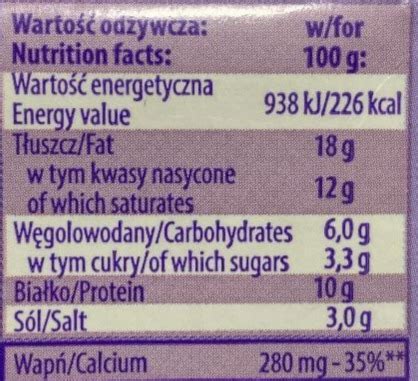 Wartość odżywcza: w/for
Nutrition facts: 100 g:
Wartość energetyczna
Energy value 938 kJ/226 kcal
Tłuszcz/Fat 18 g
w tym kwasy nasycone
of which saturates 12 g
Węgolowodany/Carbohydrates 6,0 g
w tym cukry/of which sugars 3,3 g
Białko/Protein 10 g
Sól/Salt 3,0 g
Wapń/Calcium 280 mg - 35%**